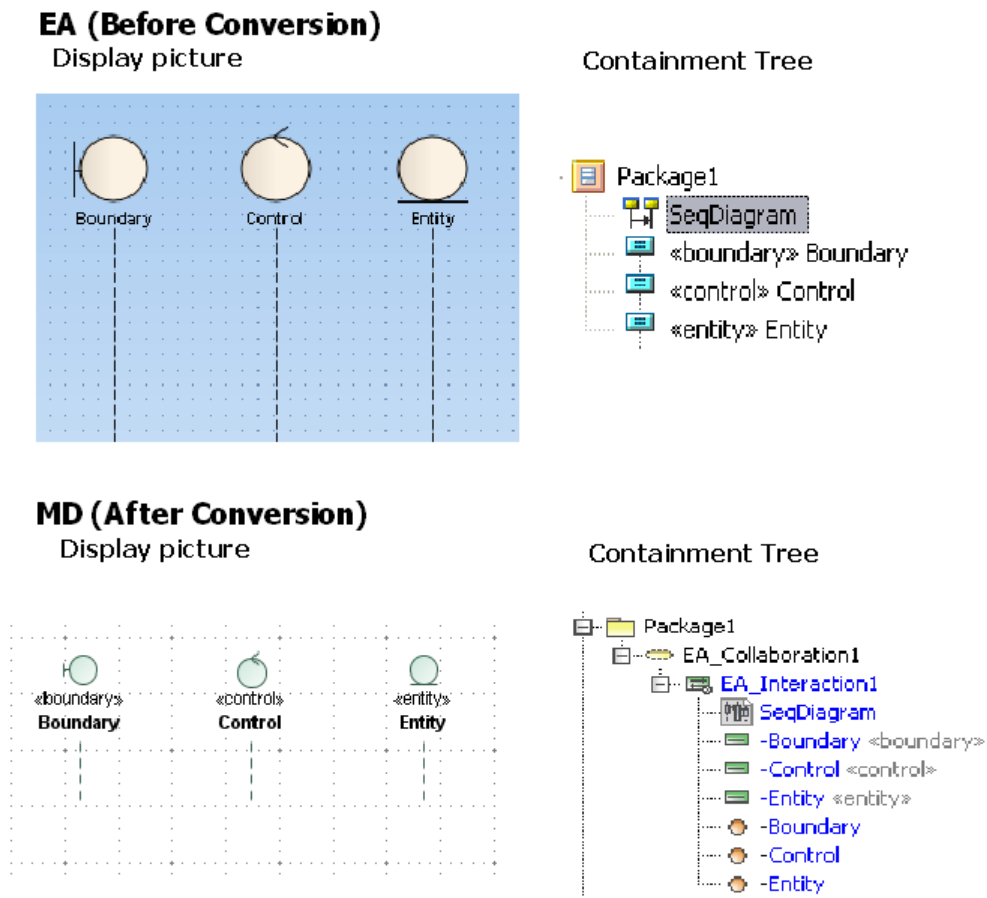 EA (Before Conversion)
Display picture
Containment Tree
Boundary Control Entity
Package1
SeqDiagram
«boundary» Boundary
«control» Control
«entity» Entity
MD (After Conversion)
Display picture
Containment Tree
«boundary» «control» «entity»
Boundary Control Entity
Package1
EA_Collaboration1
EA_Interaction1
SeqDiagram
-Boundary «boundary»
-Control «control»
-Entity «entity»
-Boundary
-Control
-Entity